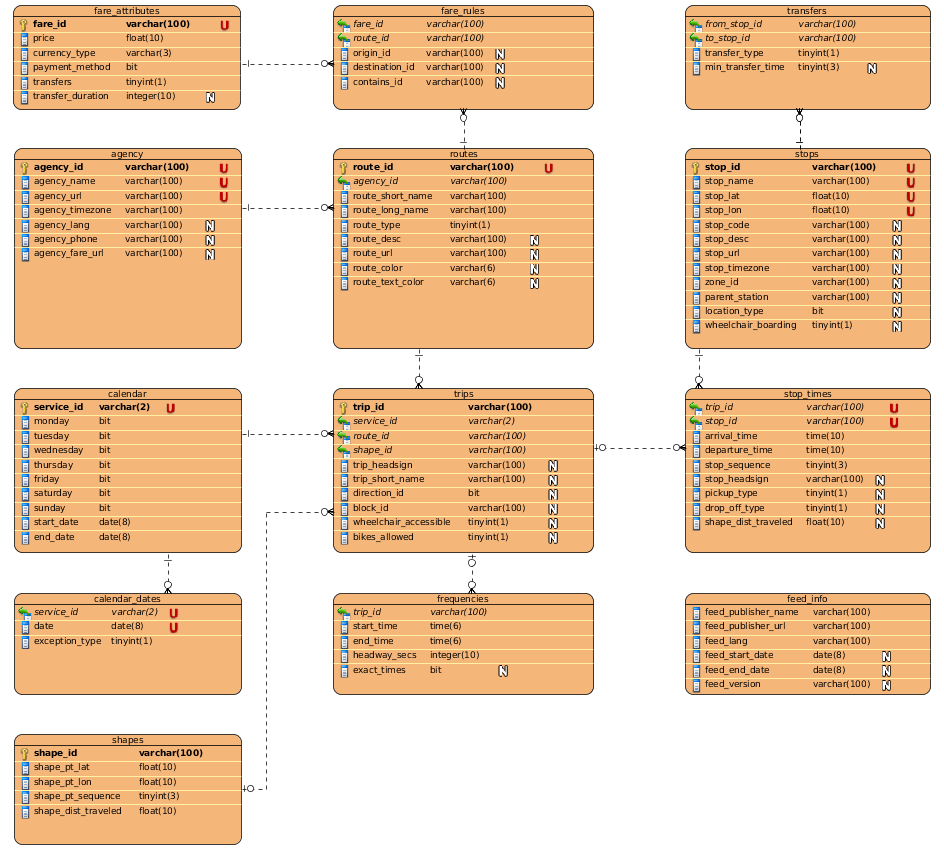 fare_attributes
fare_id varchar(100) U
price float(10)
currency_type varchar(3)
payment_method bit
transfers tinyint(1)
transfer_duration integer(10) N
fare_rules
fare_id varchar(100)
route_id varchar(100)
origin_id varchar(100) N
destination_id varchar(100) N
contains_id varchar(100) N
transfers
from_stop_id varchar(100)
to_stop_id varchar(100)
transfer_type tinyint(1)
min_transfer_time tinyint(3) N
agency
agency_id varchar(100) U
agency_name varchar(100) U
agency_url varchar(100) U
agency_timezone varchar(100)
agency_lang varchar(100) N
agency_phone varchar(100) N
agency_fare_url varchar(100) N
routes
route_id varchar(100) U
agency_id varchar(100)
route_short_name varchar(100)
route_long_name varchar(100)
route_type tinyint(1)
route_desc varchar(100) N
route_url varchar(100) N
route_color varchar(6) N
route_text_color varchar(6) N
stops
stop_id varchar(100) U
stop_name varchar(100) U
stop_lat float(10) U
stop_lon float(10) U
stop_code varchar(100) N
stop_desc varchar(100) N
stop_url varchar(100) N
stop_timezone varchar(100) N
zone_id varchar(100) N
parent_station varchar(100) N
location_type bit N
wheelchair_boarding tinyint(1) N
calendar
service_id varchar(2) U
monday bit
tuesday bit
wednesday bit
thursday bit
friday bit
saturday bit
sunday bit
start_date date(8)
end_date date(8)
trips
trip_id varchar(100)
service_id varchar(2)
route_id varchar(100)
shape_id varchar(100)
trip_headsign varchar(100) N
trip_short_name varchar(100) N
direction_id bit N
block_id varchar(100) N
wheelchair_accessible tinyint(1) N
bikes_allowed tinyint(1) N
stop_times
trip_id varchar(100) U
stop_id varchar(100) U
arrival_time time(10)
departure_time time(10)
stop_sequence tinyint(3)
stop_headsign varchar(100) N
pickup_type tinyint(1) N
drop_off_type tinyint(1) N
shape_dist_traveled float(10) N
calendar_dates
service_id varchar(2) U
date date(8) U
exception_type tinyint(1)
frequencies
trip_id varchar(100)
start_time time(6)
end_time time(6)
headway_secs integer(10)
exact_times bit N
feed_info
feed_publisher_name varchar(100)
feed_publisher_url varchar(100)
feed_lang varchar(100)
feed_start_date date(8) N
feed_end_date date(8) N
feed_version varchar(100) N
shapes
shape_id varchar(100)
shape_pt_lat float(10)
shape_pt_lon float(10)
shape_pt_sequence tinyint(3)
shape_dist_traveled float(10)